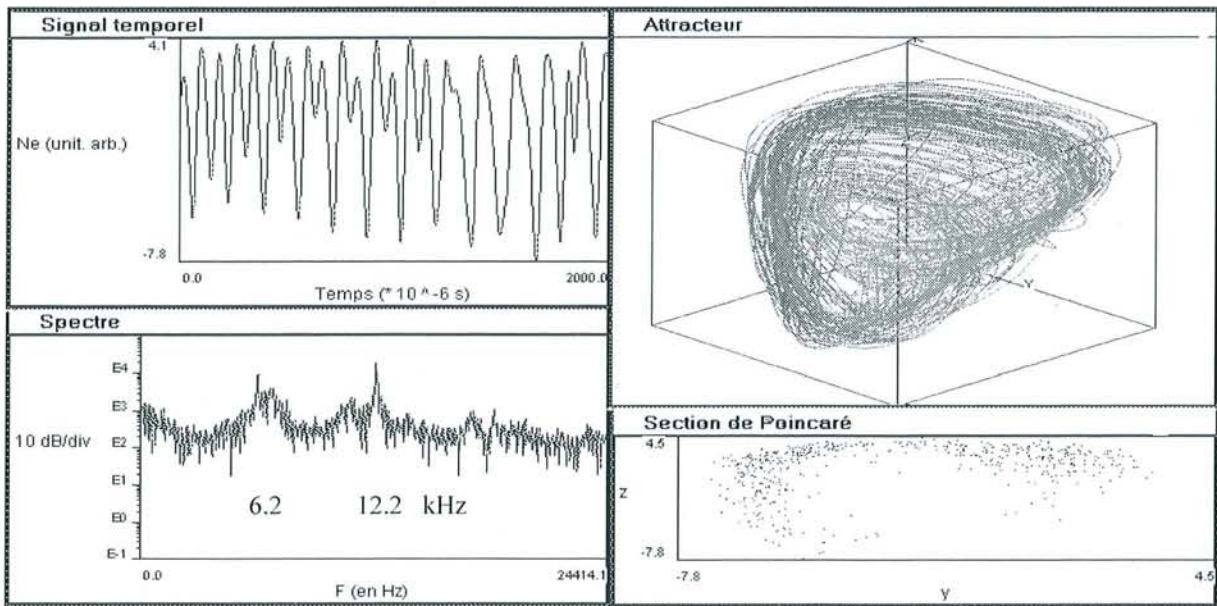 Signal temporel
4.1
Ne (unit. arb.)
-7.8
0.0
2000.0
Temps (* 10 ^ -6 s)
Spectre
E4
E3
10 dB/div
E2
E1
E0
E-1
6.2
12.2 kHz
0.0
24414.1
F (en Hz)
Attracteur
Y
Section de Poincaré
4.5
z
-7.8
-7.8
4.5
y